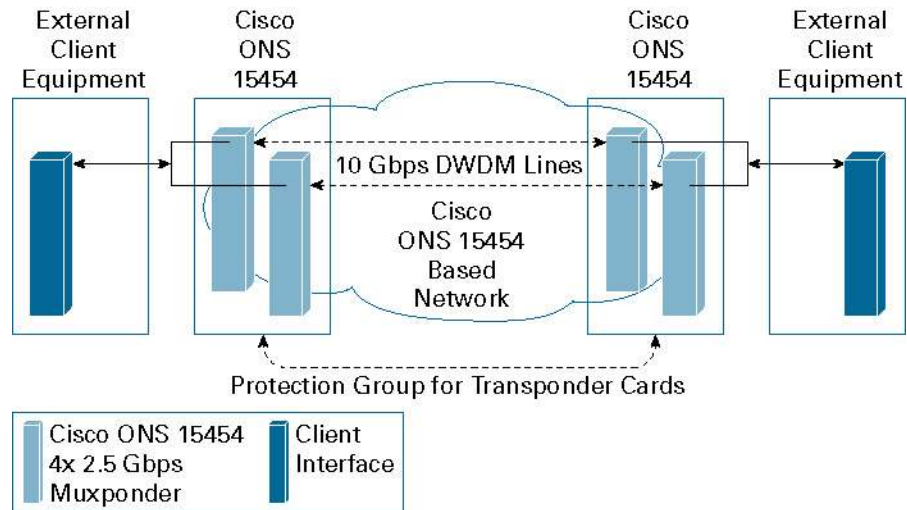 External
Client
Equipment
Cisco
ONS
15454
Cisco
ONS
15454
External
Client
Equipment
10 Gbps DWDM Lines
Cisco
ONS 15454
Based
Network
Protection Group for Transponder Cards
Cisco ONS 15454
4x 2.5 Gbps
Muxponder
Client
Interface